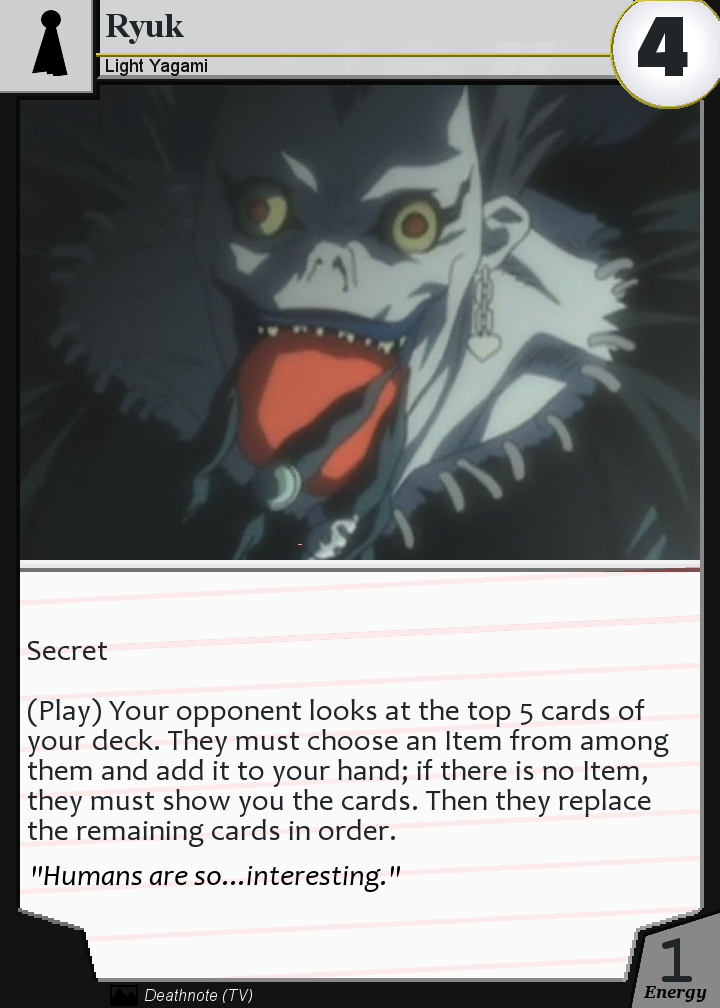 Ryuk
4
Light Yagami
Secret
(Play) Your opponent looks at the top 5 cards of
your deck. They must choose an Item from among
them and add it to your hand; if there is no Item,
they must show you the cards. Then they replace
the remaining cards in order.
"Humans are so...interesting."
1
Energy
Deathnote (TV)